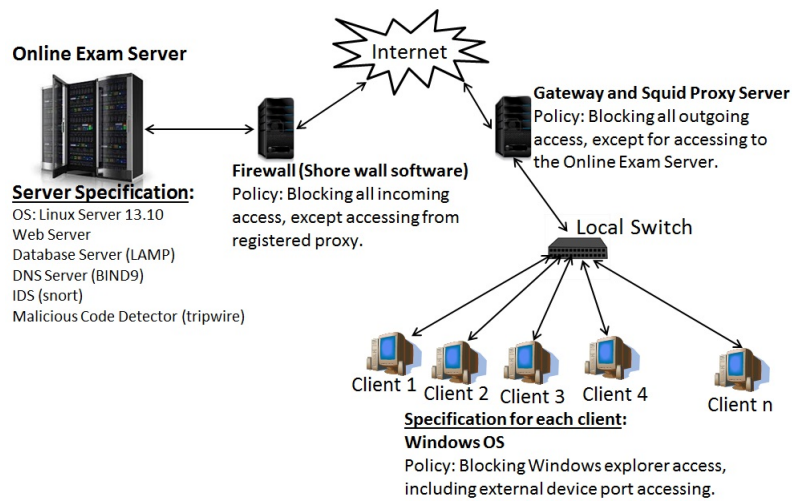 Online Exam Server
Internet
Gateway and Squid Proxy Server
Policy: Blocking all outgoing
access, except for accessing to
the Online Exam Server.
Firewall (Shore wall software)
Policy: Blocking all incoming
access, except accessing from
registered proxy.
Server Specification:
OS: Linux Server 13.10
Web Server
Database Server (LAMP)
DNS Server (BIND9)
IDS (snort)
Malicious Code Detector (tripwire)
Local Switch
Client 1
Client 2
Client 3
Client 4
Client n
Specification for each client:
Windows OS
Policy: Blocking Windows explorer access,
including external device port accessing.